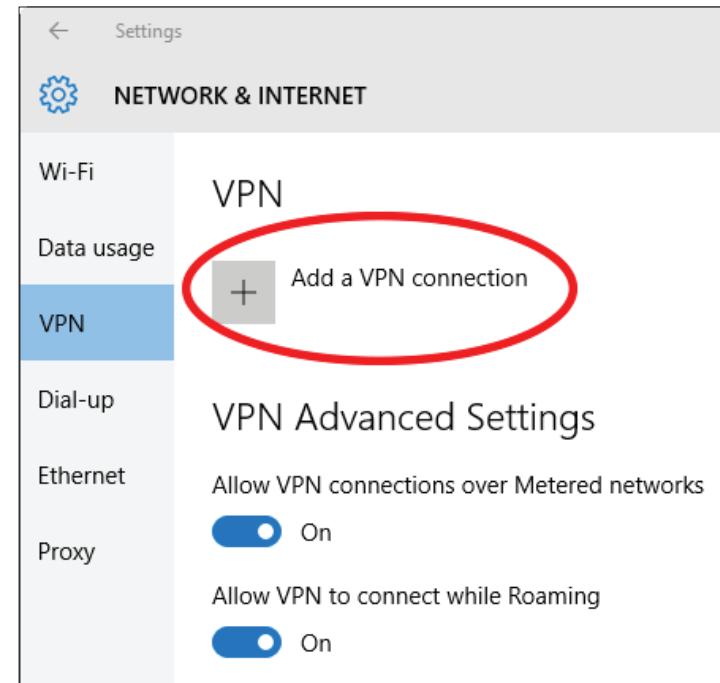 Settings
NETWORK & INTERNET
Wi-Fi
Data usage
VPN
Dial-up
Ethernet
Proxy
VPN
Add a VPN connection
VPN Advanced Settings
Allow VPN connections over Metered networks
On
Allow VPN to connect while Roaming
On